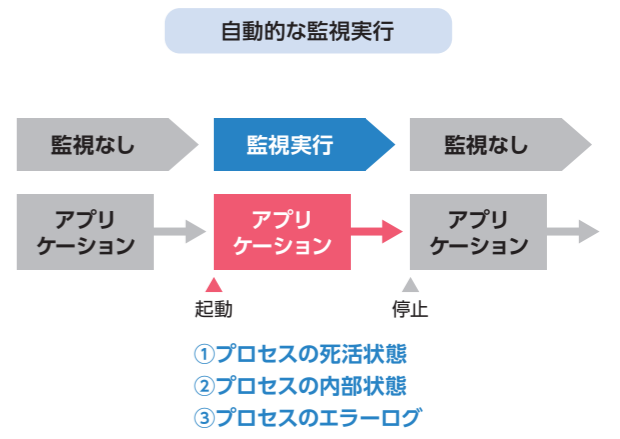 自動的な監視実行
監視なし
監視実行
監視なし
アプリ
ケーション
アプリ
ケーション
アプリ
ケーション
起動
停止
①プロセスの死活状態
②プロセスの内部状態
③プロセスのエラーログ